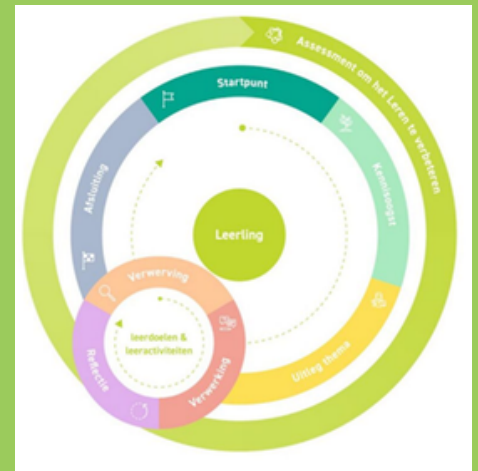 Assessment om het Leren te verbeteren
Startpunt
Kennisoogst
Uitleg thema
Afsluiting
Leerling
Verwerving
Verwerking
Reflectie
leerdoelen &
leeractiviteiten